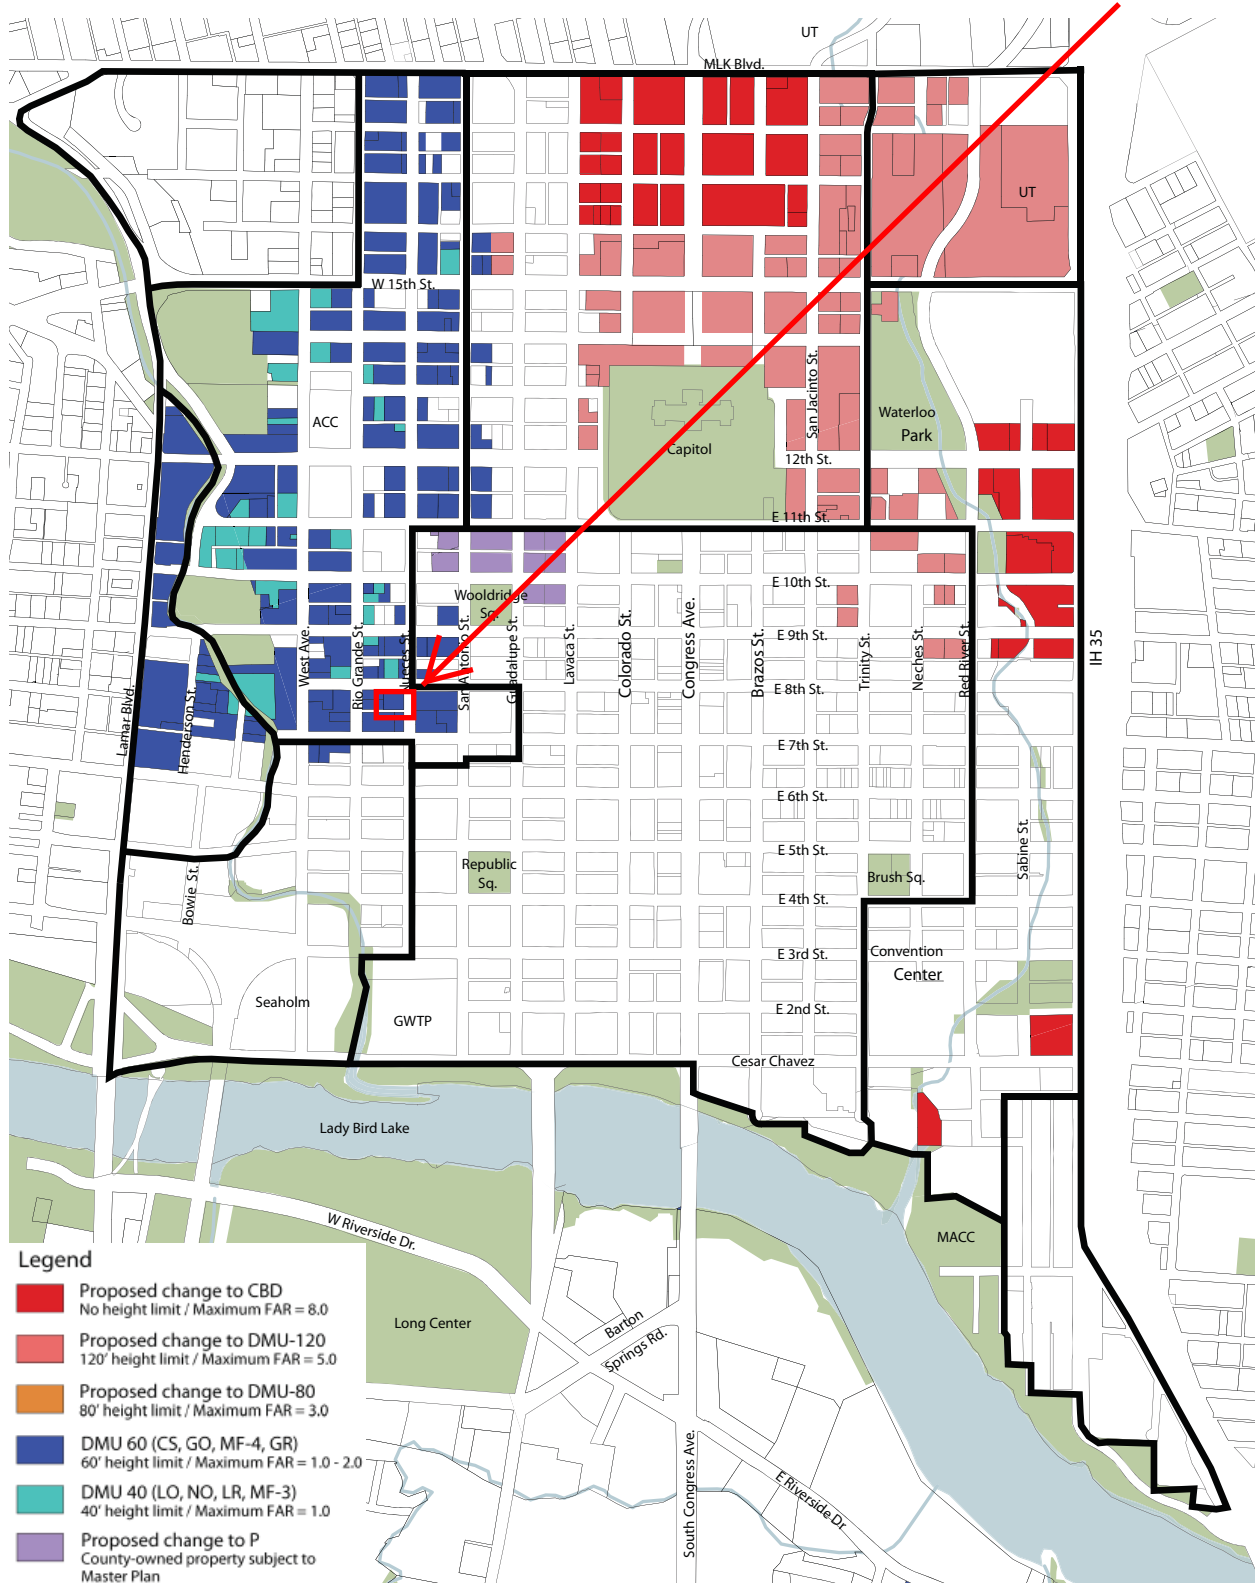 UT
MLK Blvd.
UT
W 15th St.
San Jacinto St.
ACC
Waterloo
Park
Capitol
12th St.
E 11th St.
E 10th St.
Wooldridge
Sq.
E 9th St.
West Ave.
Rio Grande St.
Nueces St.
San Antonio St.
Guadalupe St.
Lavaca St.
Colorado St.
Congress Ave.
Brazos St.
Trinity St.
Neches St.
Red River St.
IH 35
E 8th St.
Lamar Blvd.
Henderson St.
E 7th St.
E 6th St.
E 5th St.
Sabine St.
Republic
Sq.
Brush Sq.
Bowie St.
E 4th St.
E 3rd St.
Convention
Center
Seaholm
GWTP
E 2nd St.
Cesar Chavez
Lady Bird Lake
W Riverside Dr.
MACC
Long Center
Barton
Springs Rd.
South Congress Ave.
E Riverside Dr
Legend
Proposed change to CBD
No height limit / Maximum FAR = 8.0
Proposed change to DMU-120
120' height limit / Maximum FAR = 5.0
Proposed change to DMU-80
80' height limit / Maximum FAR = 3.0
DMU 60 (CS, GO, MF-4, GR)
60' height limit / Maximum FAR = 1.0 - 2.0
DMU 40 (LO, NO, LR, MF-3)
40' height limit / Maximum FAR = 1.0
Proposed change to P
County-owned property subject to
Master Plan